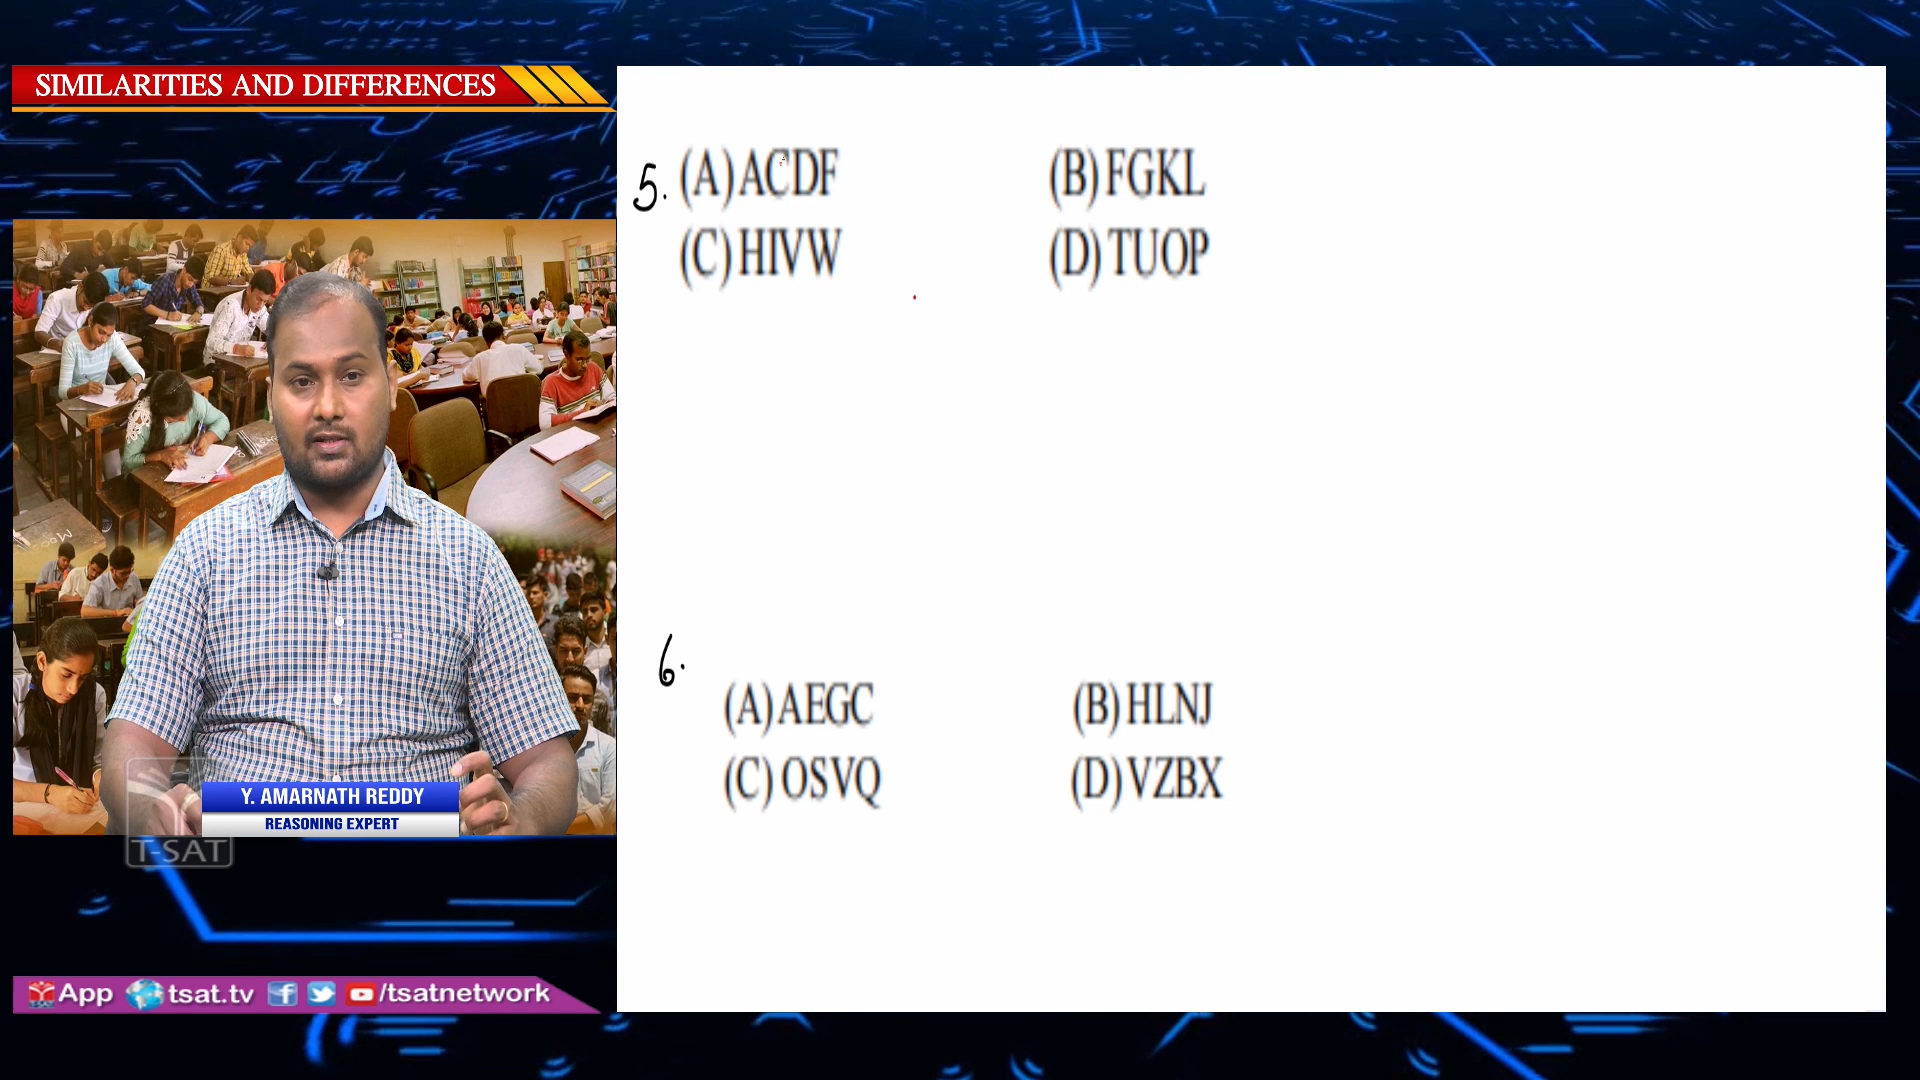 SIMILARITIES AND DIFFERENCES
5. (A) ACDF (B) FGKL
(C) HIVW (D) TUOP
6.
(A) AEGC (B) HLNJ
(C) OSVQ (D) VZBX
Y. AMARNATH REDDY
REASONING EXPERT
T-SAT
App tsat.tv /tsatnetwork